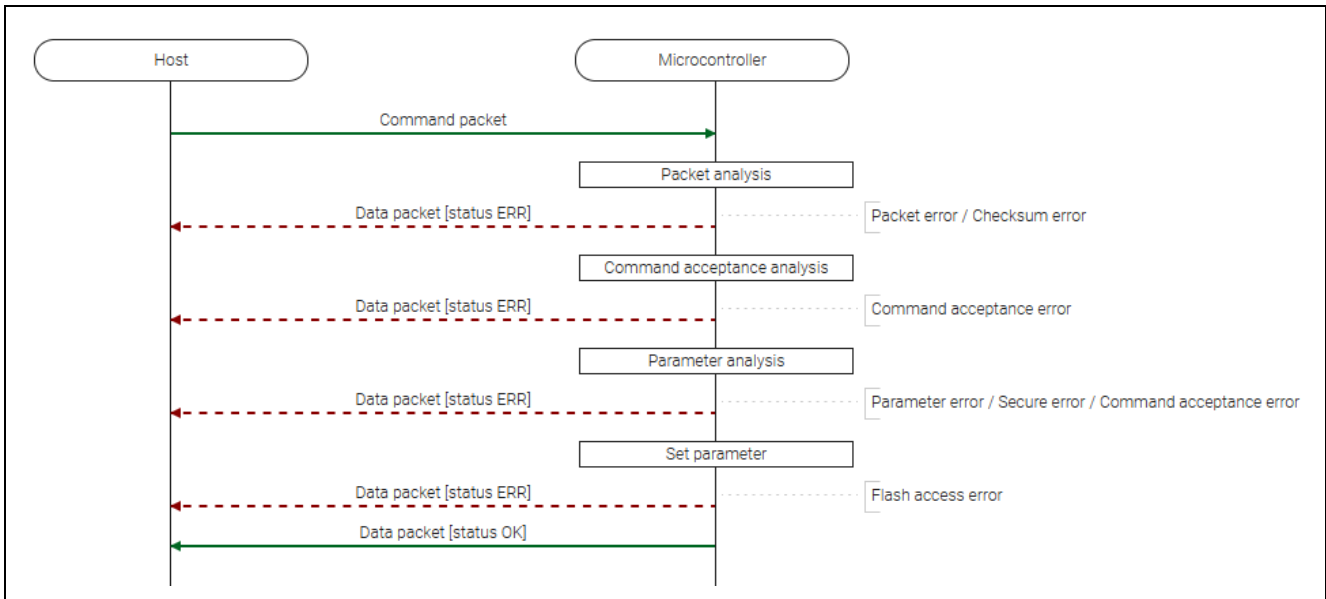 Host
Microcontroller
Command packet
Packet analysis
Data packet [status ERR]
Packet error / Checksum error
Command acceptance analysis
Data packet [status ERR]
Command acceptance error
Parameter analysis
Data packet [status ERR]
Parameter error / Secure error / Command acceptance error
Set parameter
Data packet [status ERR]
Flash access error
Data packet [status OK]